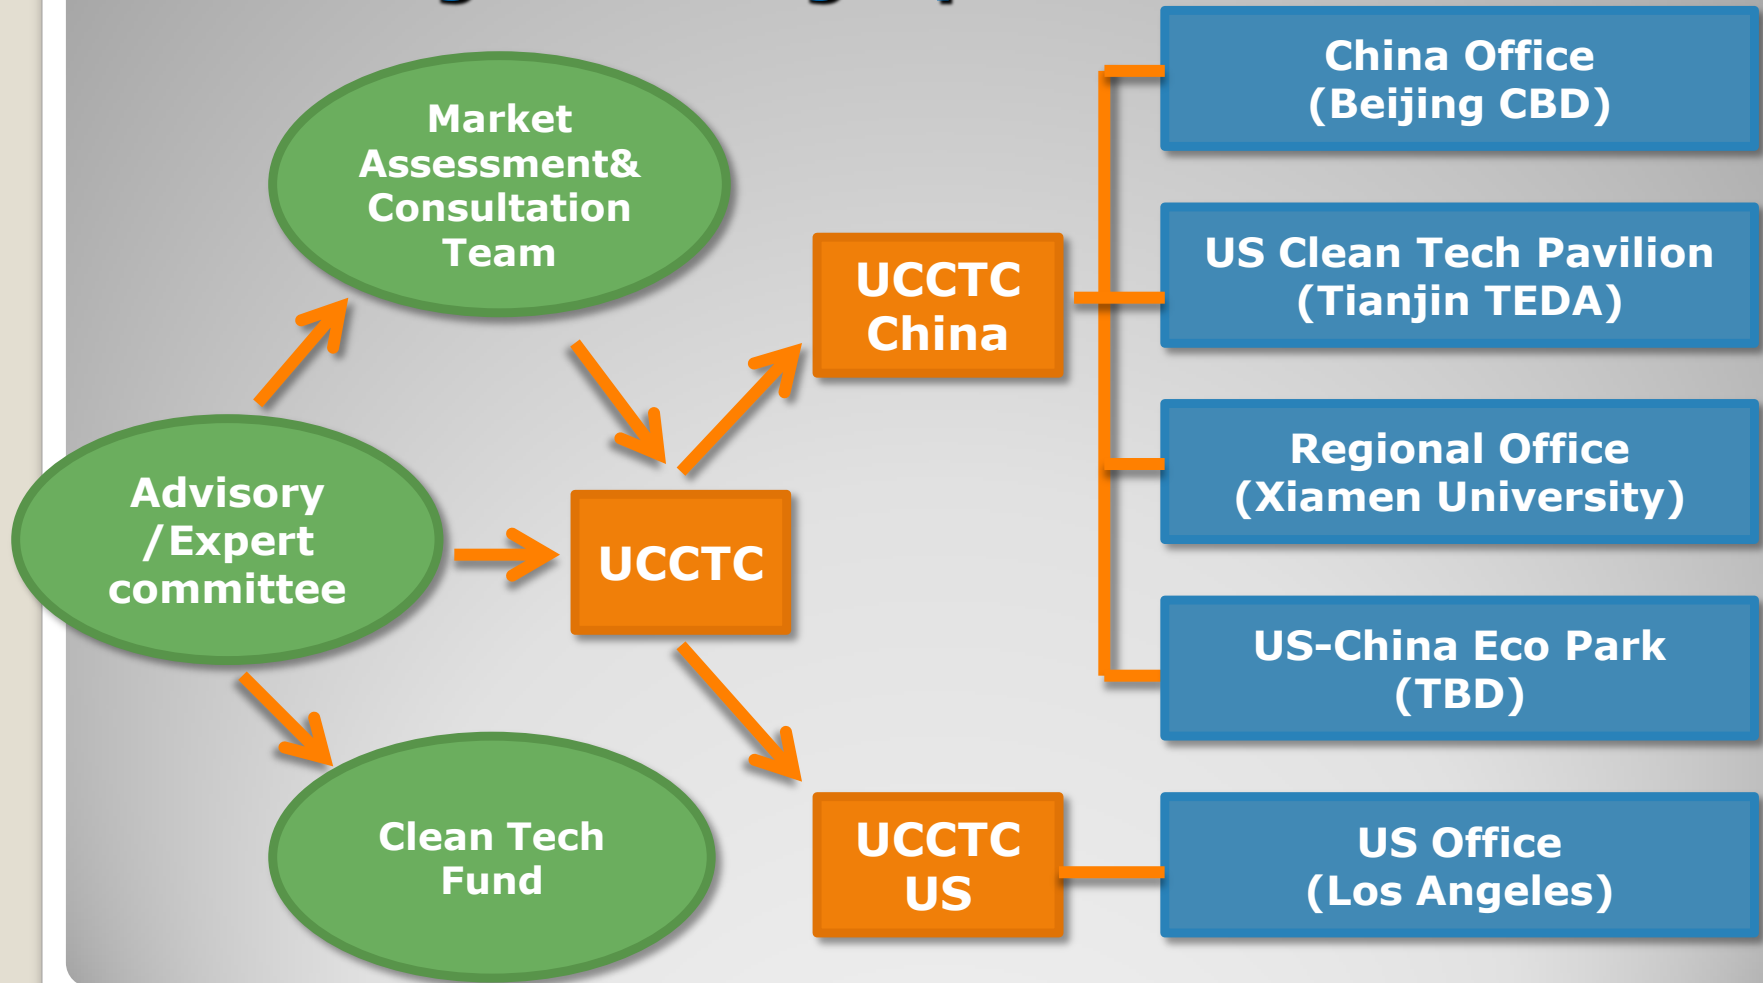 Market
Assessment&
Consultation
Team
Advisory
/Expert
committee
Clean Tech
Fund
UCCTC
UCCTC
China
UCCTC
US
China Office
(Beijing CBD)
US Clean Tech Pavilion
(Tianjin TEDA)
Regional Office
(Xiamen University)
US-China Eco Park
(TBD)
US Office
(Los Angeles)